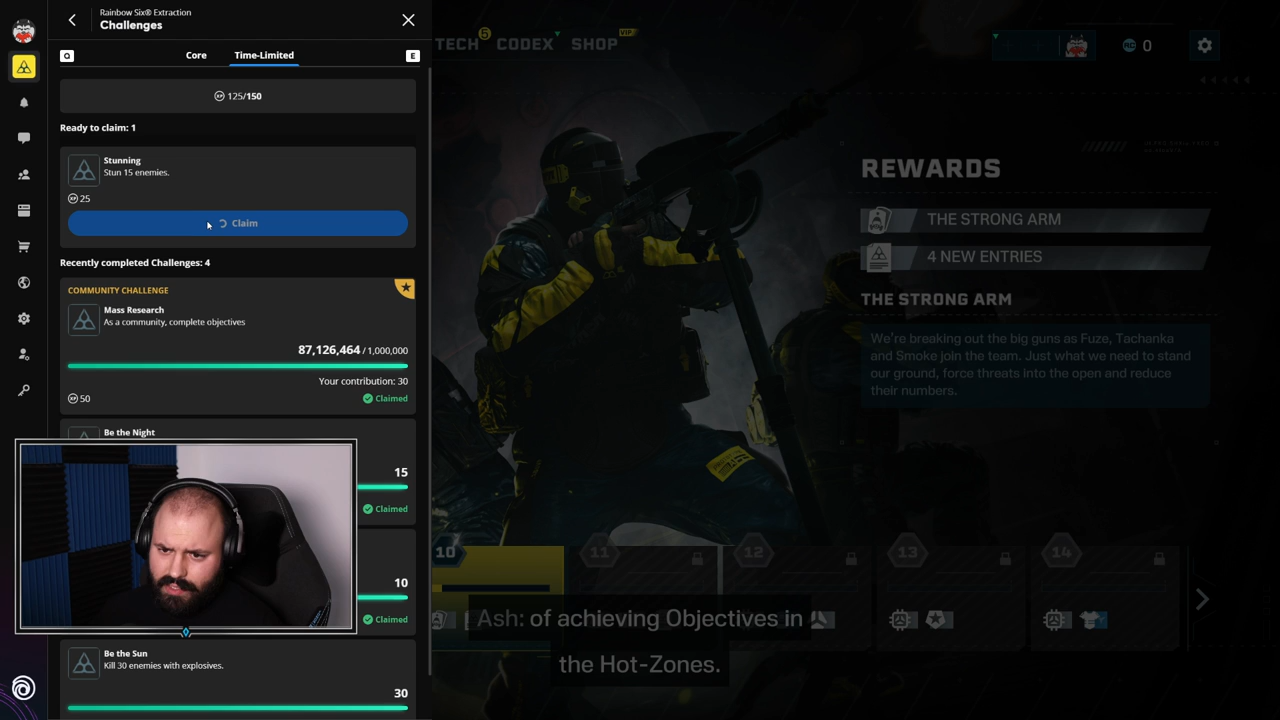 Rainbow Six® Extraction
Challenges
Q
Core
Time-Limited
E
XP 125/150
Ready to claim: 1
Stunning
Stun 15 enemies.
XP 25
Claim
Recently completed Challenges: 4
COMMUNITY CHALLENGE
Mass Research
As a community, complete objectives
87,126,464 / 1,000,000
Your contribution: 30
XP 50
Claimed
Be the Night
15
Claimed
10
Claimed
Be the Sun
Kill 30 enemies with explosives.
30
TECH 5
CODEX
SHOP VIP
0
REWARDS
THE STRONG ARM
4 NEW ENTRIES
THE STRONG ARM
We're breaking out the big guns as Fuze, Tachanka
and Smoke join the team. Just what we need to stand
our ground, force threats into the open and reduce
their numbers.
10
11
12
13
14
Ash: of achieving Objectives in
the Hot-Zones.